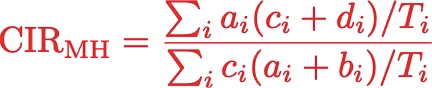 CIR_MH = \frac{\sum_i a_i(c_i + d_i)/T_i}{\sum_i c_i(a_i + b_i)/T_i}